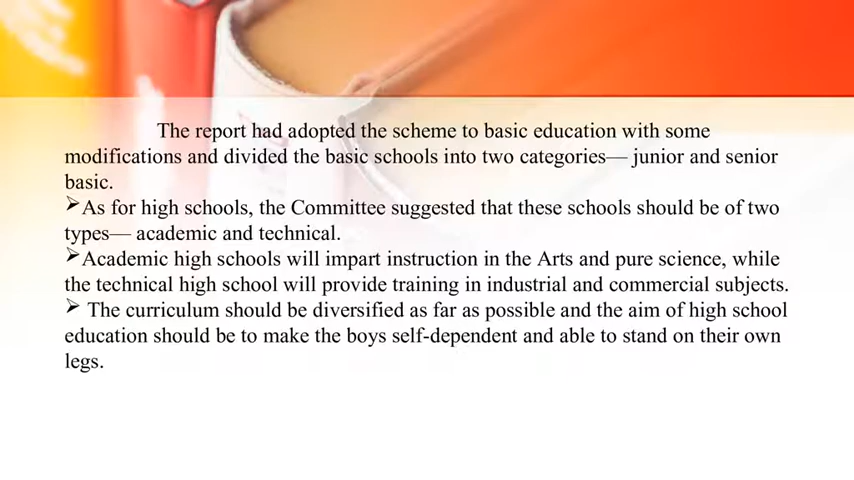 The report had adopted the scheme to basic education with some
modifications and divided the basic schools into two categories— junior and senior
basic.
➢As for high schools, the Committee suggested that these schools should be of two
types— academic and technical.
➢Academic high schools will impart instruction in the Arts and pure science, while
the technical high school will provide training in industrial and commercial subjects.
➢ The curriculum should be diversified as far as possible and the aim of high school
education should be to make the boys self-dependent and able to stand on their own
legs.